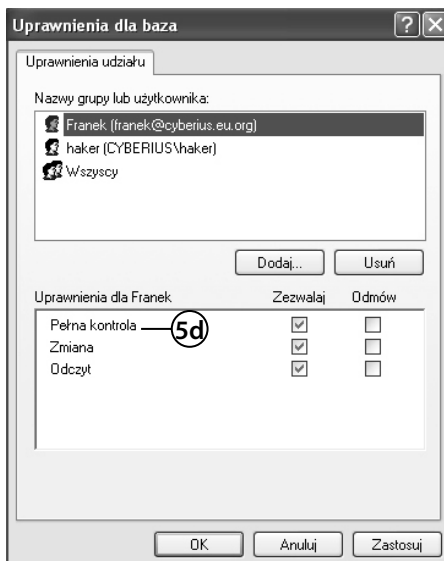 Uprawnienia dla baza
Uprawnienia udziału
Nazwy grupy lub użytkownika:
Franek (franek@cyberius.eu.org)
haker (CYBERIUS\haker)
Wszyscy
Dodaj... Usuń
Uprawnienia dla Franek Zezwalaj Odmów
Pełna kontrola 5d
Zmiana
Odczyt
OK Anuluj Zastosuj